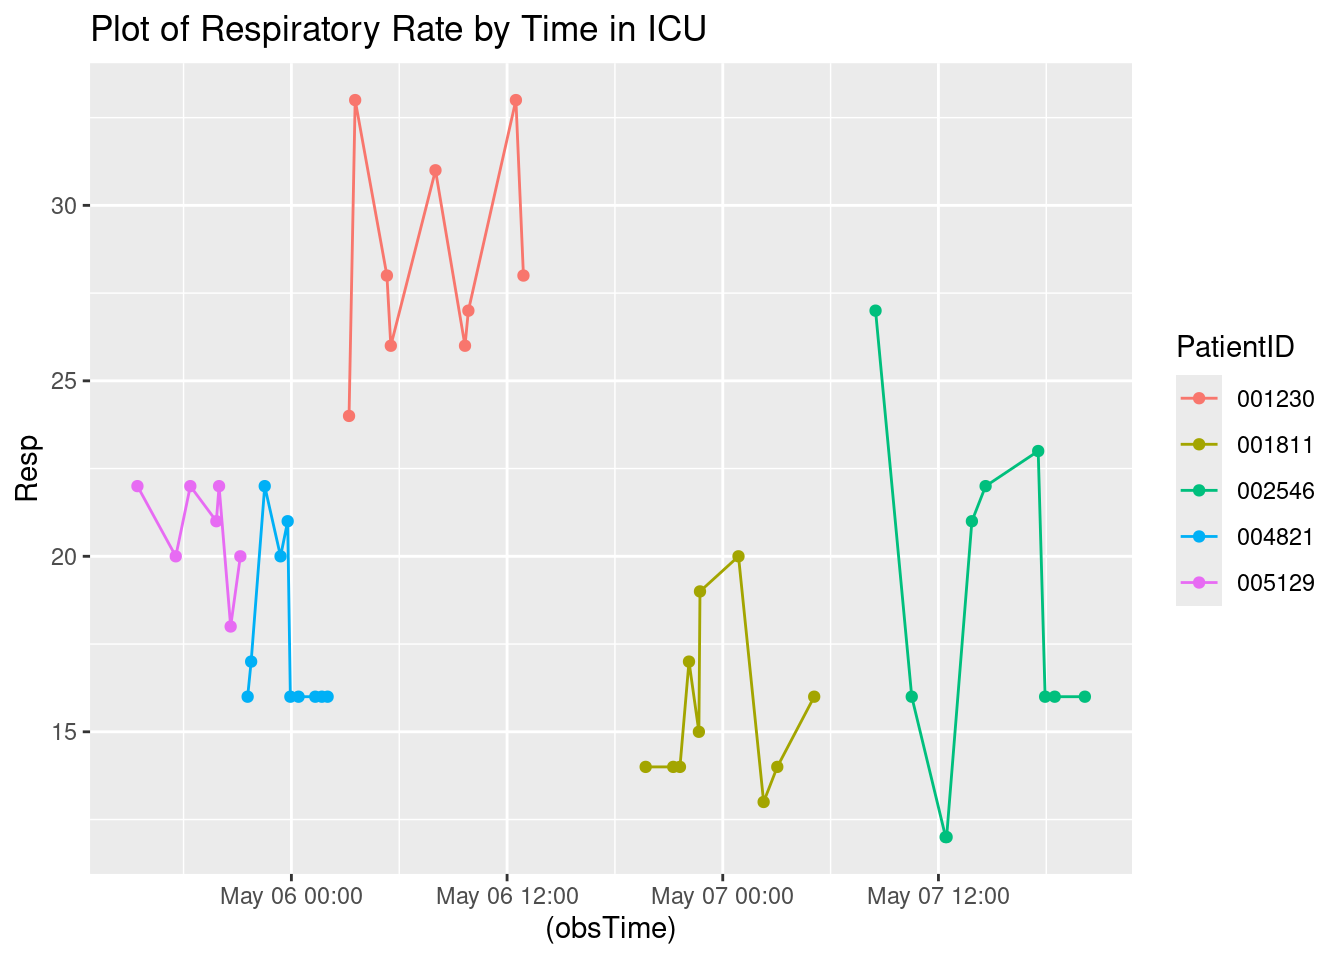 Plot of Respiratory Rate by Time in ICU
Resp
30
25
20
15
May 06 00:00 May 06 12:00 May 07 00:00 May 07 12:00
(obsTime)
PatientID
001230
001811
002546
004821
005129